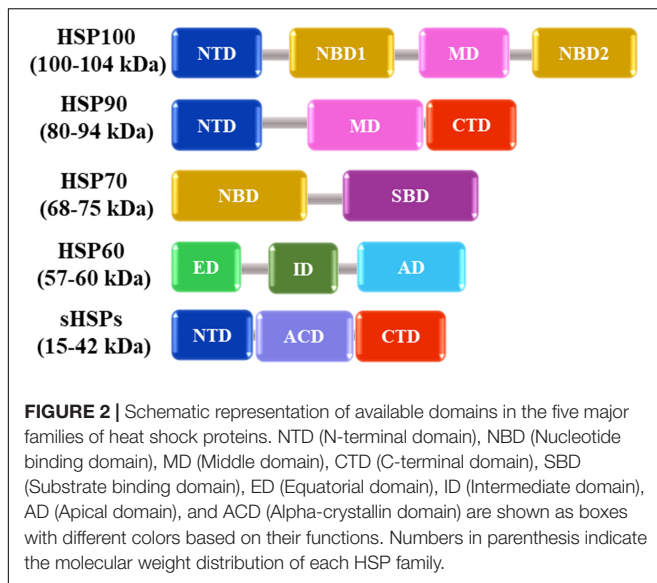 HSP100
(100-104 kDa)
NTD NBD1 MD NBD2
HSP90
(80-94 kDa)
NTD MD CTD
HSP70
(68-75 kDa)
NBD SBD
HSP60
(57-60 kDa)
ED ID AD
sHSPs
(15-42 kDa)
NTD ACD CTD
FIGURE 2 | Schematic representation of available domains in the five major
families of heat shock proteins. NTD (N-terminal domain), NBD (Nucleotide
binding domain), MD (Middle domain), CTD (C-terminal domain), SBD
(Substrate binding domain), ED (Equatorial domain), ID (Intermediate domain),
AD (Apical domain), and ACD (Alpha-crystallin domain) are shown as boxes
with different colors based on their functions. Numbers in parenthesis indicate
the molecular weight distribution of each HSP family.